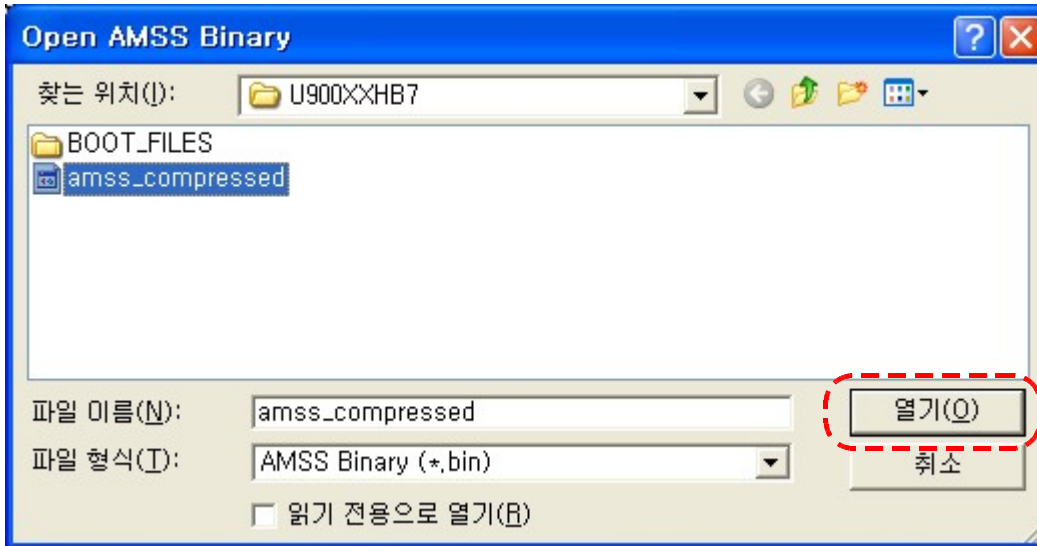 Open AMSS Binary
찾는 위치(I): U900XXHB7
BOOT_FILES
amss_compressed
파일 이름(N): amss_compressed 열기(O)
파일 형식(T): AMSS Binary (*,bin) 취소
읽기 전용으로 열기(R)